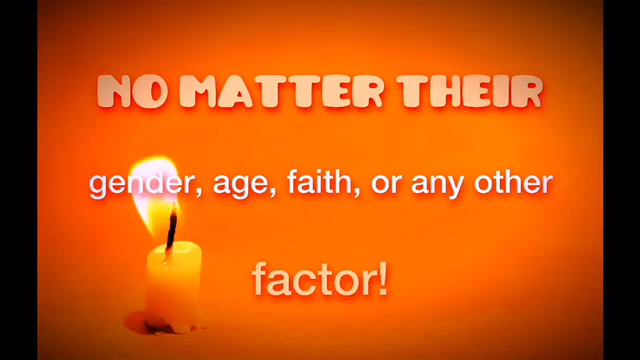 NO MATTER THEIR
gender, age, faith, or any other
factor!